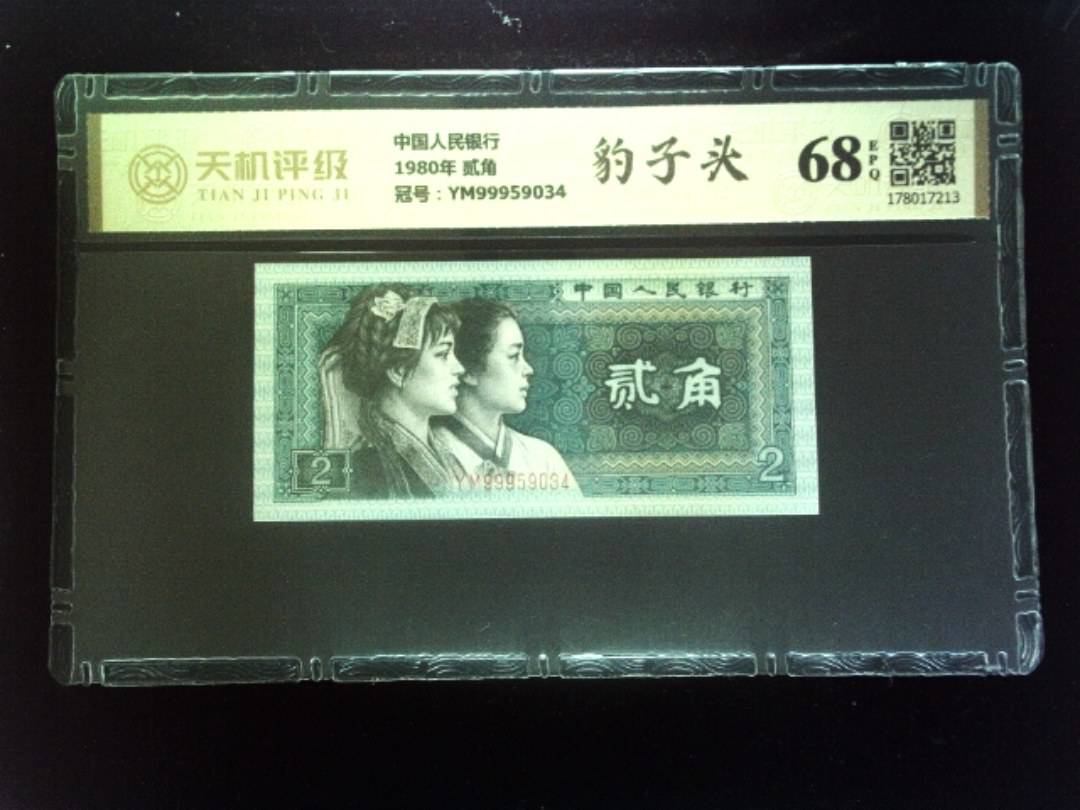 天机评级
TIAN JI PING JI
中国人民银行
1980年 贰角
冠号：YM99959034
豹子头
68
EPQ
178017213
中国人民银行
贰角
2
2
YM99959034